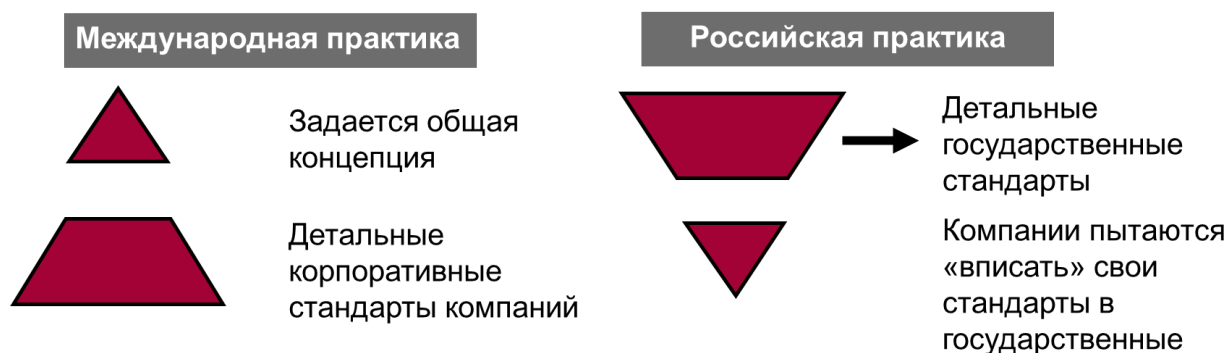 Международная практика
Задается общая
концепция
Детальные
корпоративные
стандарты компаний
Российская практика
Детальные
государственные
стандарты
Компании пытаются
«вписать» свои
стандарты в
государственные